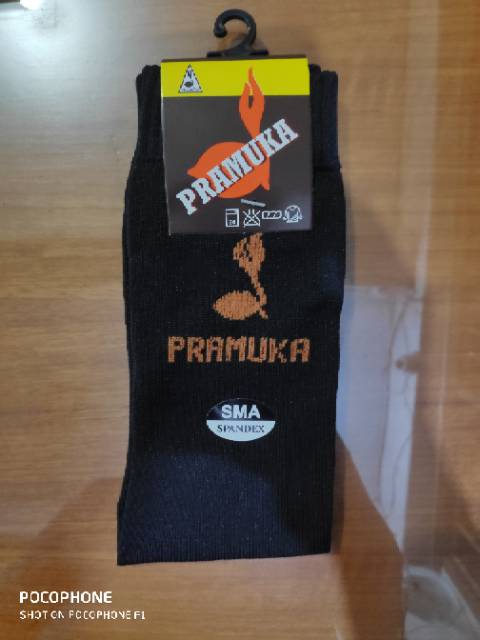 PRAMUKA
PRAMUKA
SMA
SPANDEX
POCOPHONE
SHOT ON POCOPHONE F1